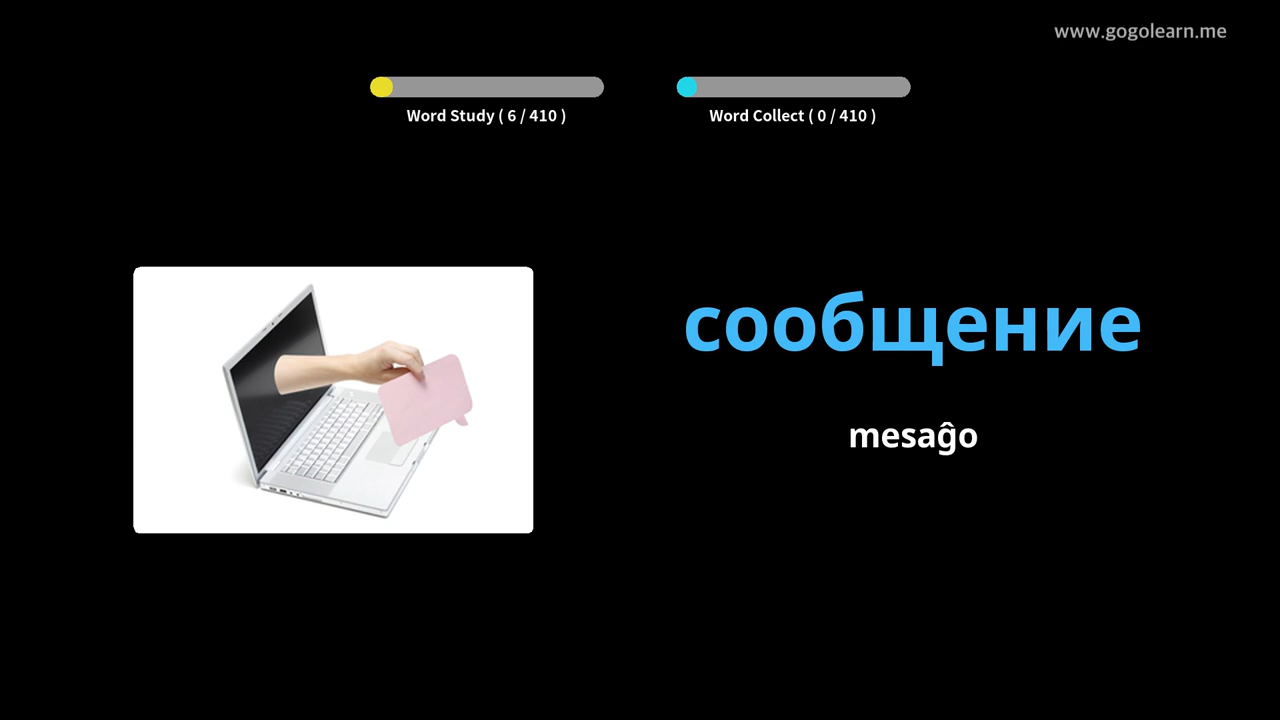 www.gogolearn.me
Word Study ( 6 / 410 )
Word Collect ( 0 / 410 )
сообщение
mesaĝo